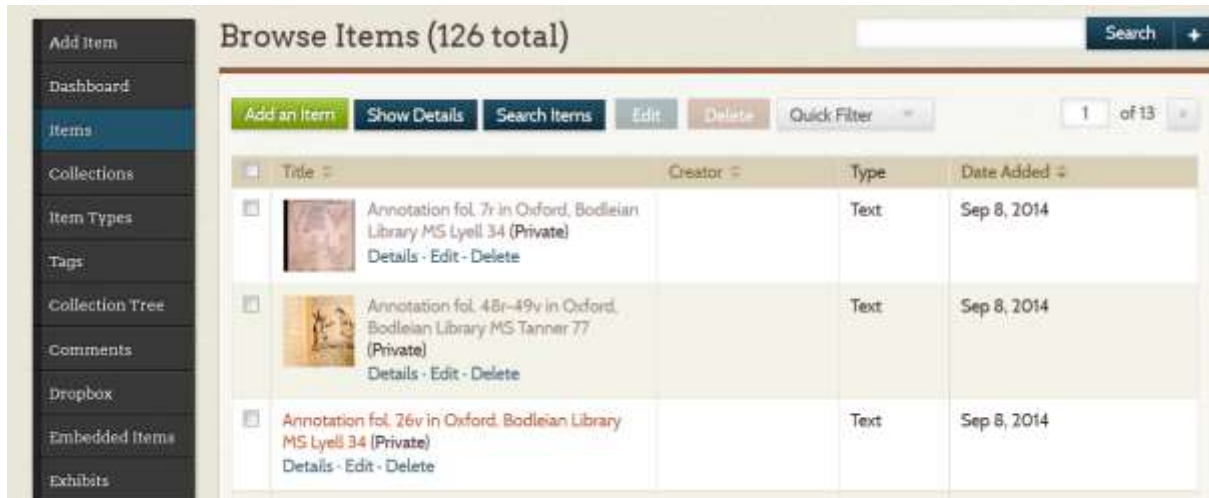 Add Item
Dashboard
Items
Collections
Item Types
Tags
Collection Tree
Comments
Dropbox
Embedded Items
Exhibits
Browse Items (126 total)
Search +
Add an Item Show Details Search Items Edit Delete Quick Filter 1 of 13
Title Creator Type Date Added
Annotation fol. 7r in Oxford, Bodleian Text Sep 8, 2014
Library MS Lyell 34 (Private)
Details · Edit · Delete
Annotation fol. 48r-49v in Oxford, Text Sep 8, 2014
Bodleian Library MS Tanner 77
(Private)
Details · Edit · Delete
Annotation fol. 26v in Oxford, Bodleian Library Text Sep 8, 2014
MS Lyell 34 (Private)
Details · Edit · Delete